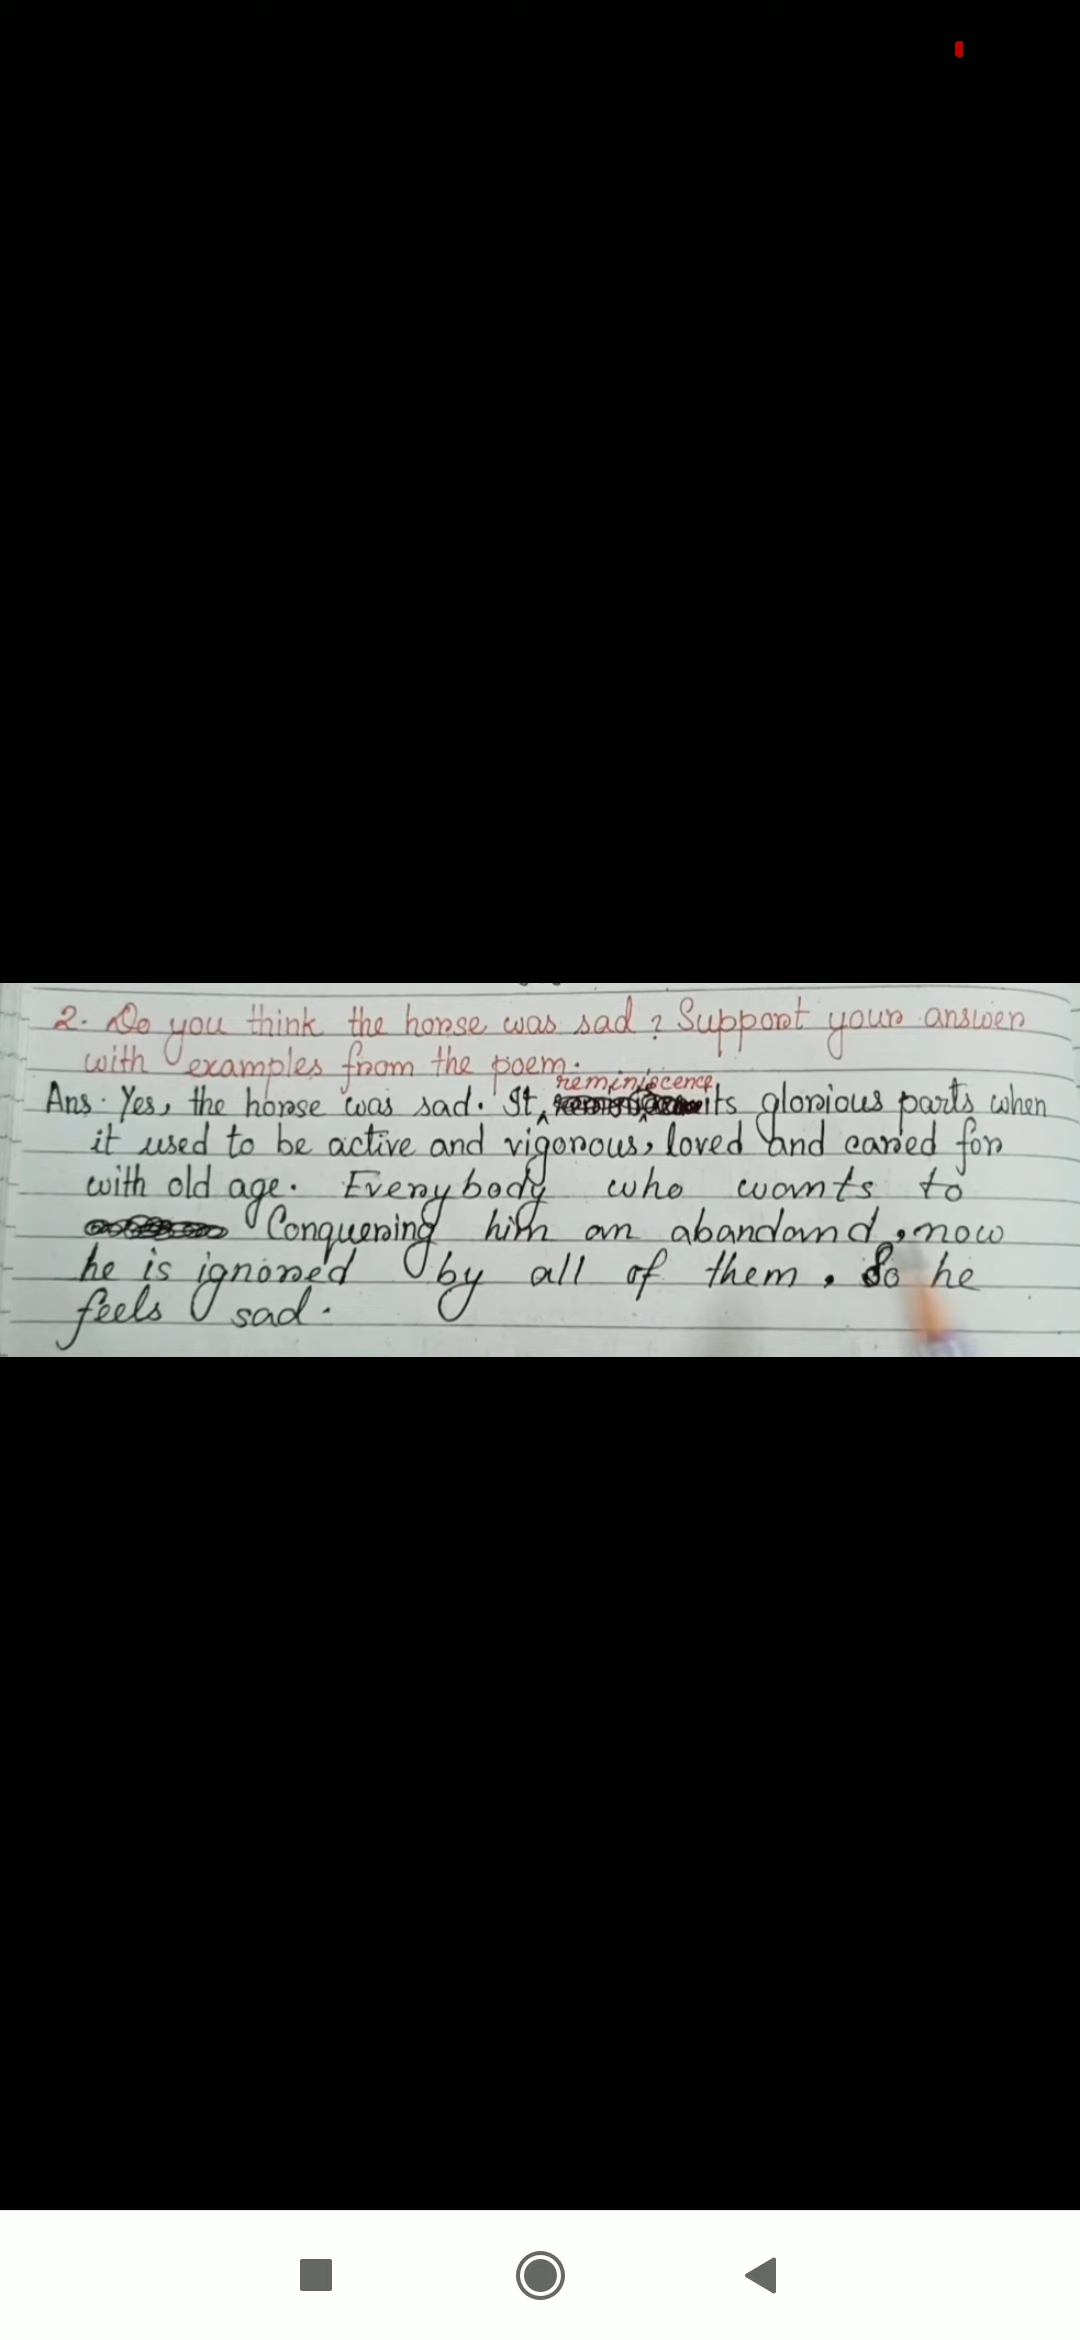 2. Do you think the horse was sad? Support your answer
with examples from the poem.
reminiscence
Ans. Yes, the horse was sad. It its glorious parts when
it used to be active and vigorous, loved and cared for
with old age. Everybody who wants to
Conquering him an abandand, now
he is ignored by all of them. So he
feels sad.